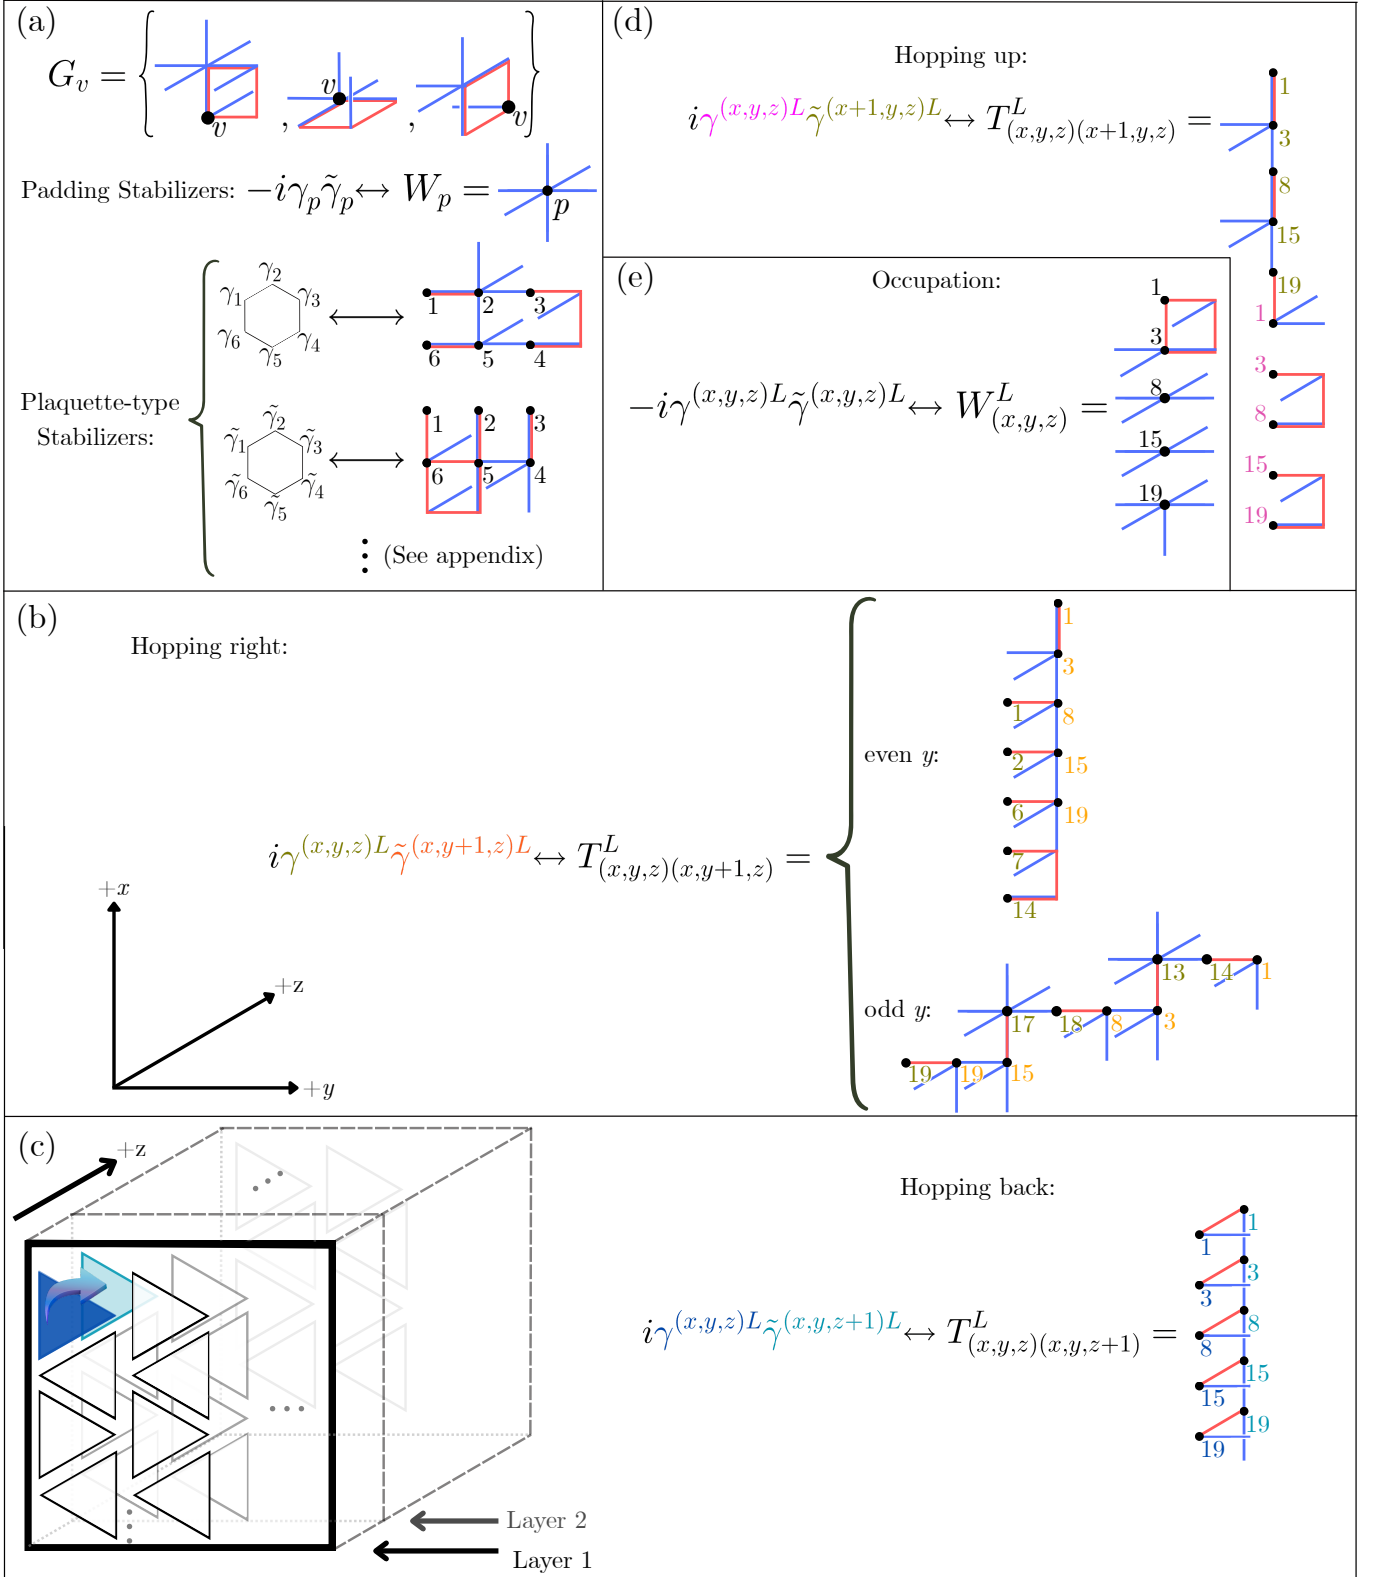 (a)
G_v = { , , }
v
v
v
Padding Stabilizers: −iγ_p γ̃_p ↔ W_p =
p
Plaquette-type
Stabilizers:
γ_1 γ_2 γ_3 γ_4 γ_5 γ_6
1 2 3
6 5 4
γ̃_1 γ̃_2 γ̃_3 γ̃_4 γ̃_5 γ̃_6
1 2 3
6 5 4
⋮ (See appendix)
(d)
Hopping up:
iγ^{(x,y,z)L} γ̃^{(x+1,y,z)L} ↔ T^L_{(x,y,z)(x+1,y,z)} =
1
3
8
15
19
1
3
8
15
19
(e)
Occupation:
−iγ^{(x,y,z)L} γ̃^{(x,y,z)L} ↔ W^L_{(x,y,z)} =
1
3
8
15
19
(b)
Hopping right:
iγ^{(x,y,z)L} γ̃^{(x,y+1,z)L} ↔ T^L_{(x,y,z)(x,y+1,z)} =
even y:
1
3
1 8
2 15
6 19
7
14
odd y:
13 14 1
17 18 8 3
19 19 15
+x
+z
+y
(c)
+z
Layer 2
Layer 1
Hopping back:
iγ^{(x,y,z)L} γ̃^{(x,y,z+1)L} ↔ T^L_{(x,y,z)(x,y,z+1)} =
1
1
3
3
8
8
15
15
19
19